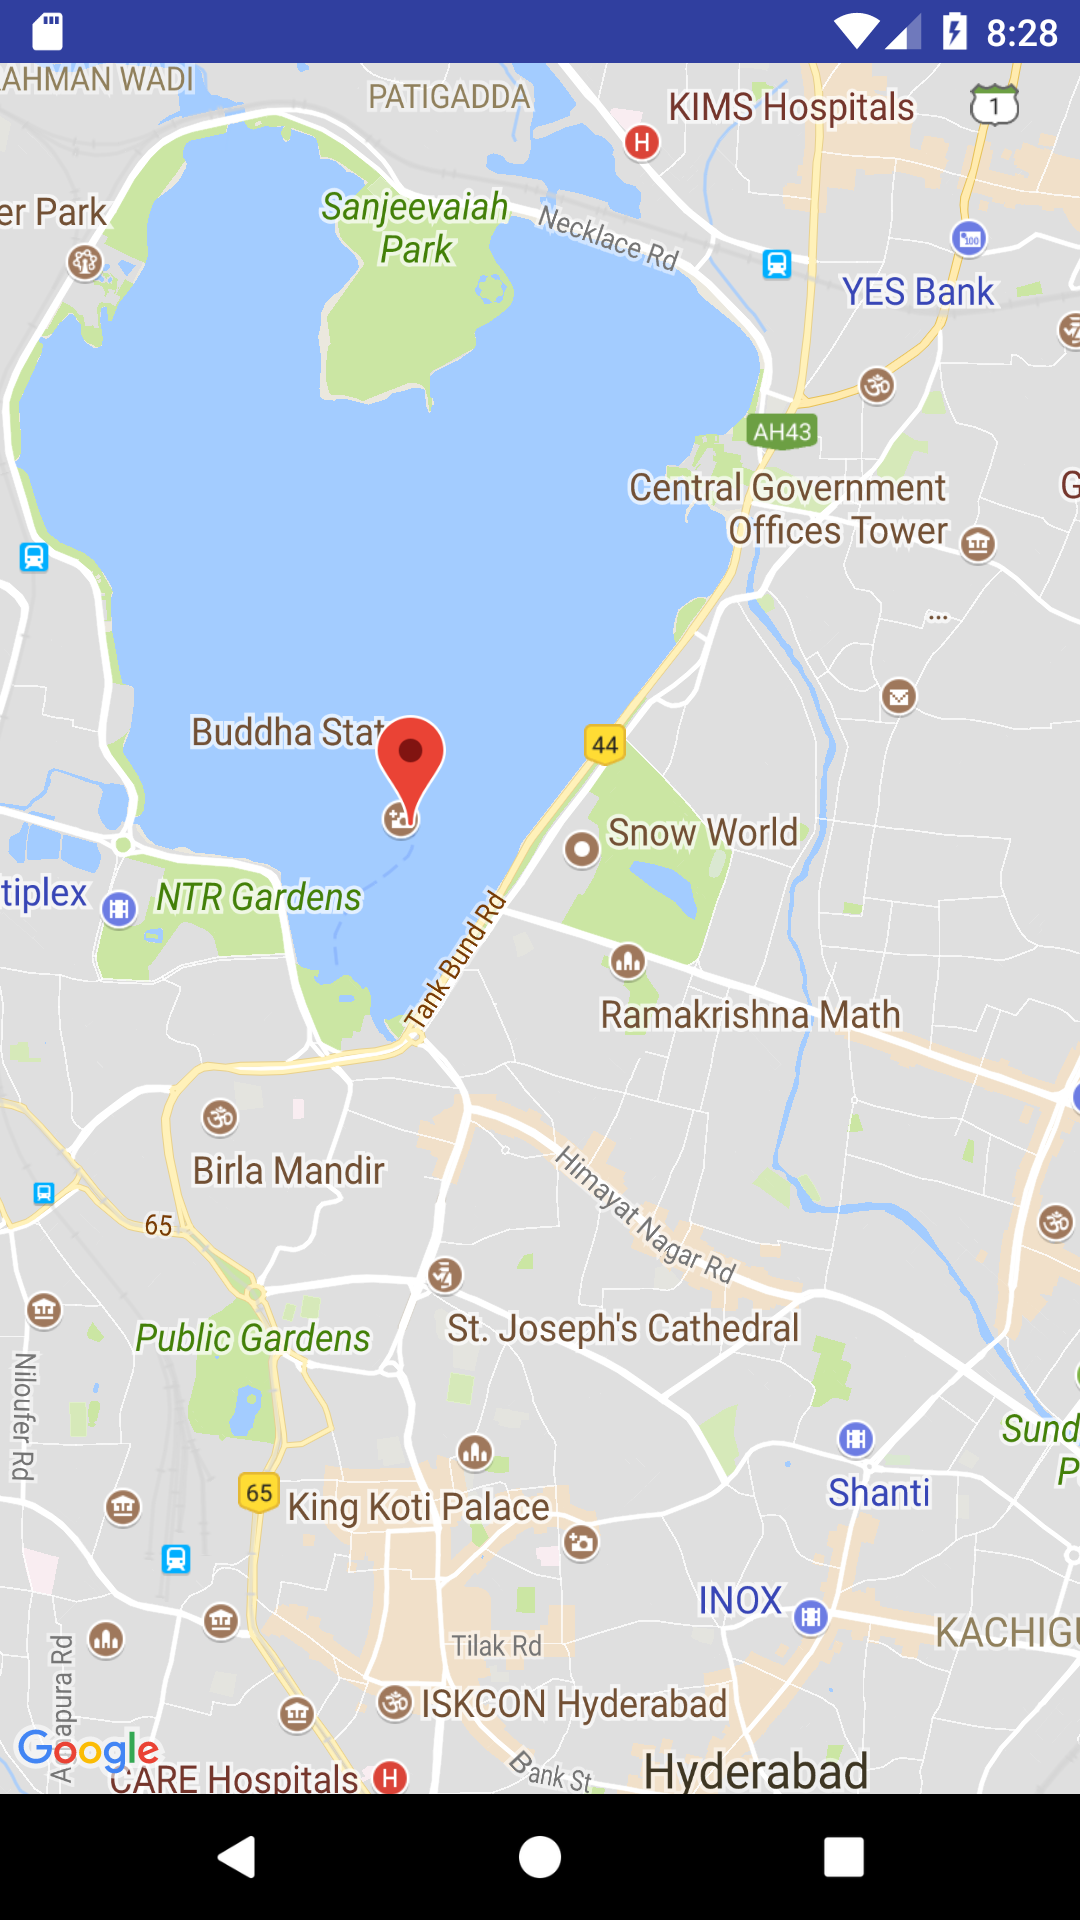 8:28
AHMAN WADI
PATIGADDA
KIMS Hospitals
1
Sanjeevaiah
Park
er Park
Necklace Rd
100
YES Bank
AH43
Central Government
Offices Tower
G
...
Buddha Stat
44
Snow World
tiplex
NTR Gardens
Tank Bund Rd
Ramakrishna Math
Birla Mandir
Himayat Nagar Rd
65
St. Joseph's Cathedral
Public Gardens
Niloufer Rd
Sund
P
Shanti
65
King Koti Palace
INOX
KACHIGU
Tilak Rd
ISKCON Hyderabad
Google
CARE Hospitals
H
H
Bank St
Hyderabad